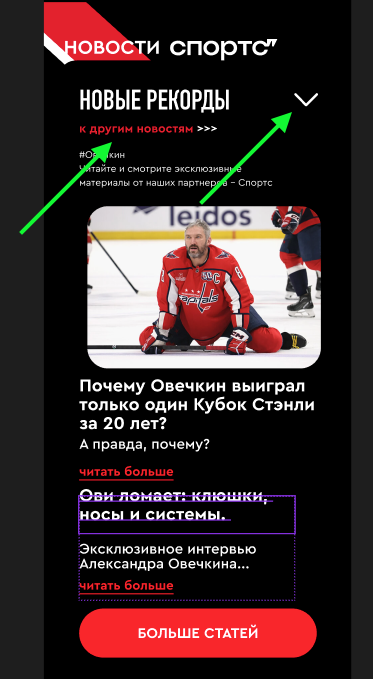 НОВОСТИ спортс”
НОВЫЕ РЕКОРДЫ
к другим новостям >>>
#Овечкин
Читайте и смотрите эксклюзивные
материалы от наших партнеров – Спортс
leidos
C 8
CAPITALS
Почему Овечкин выиграл
только один Кубок Стэнли
за 20 лет?
А правда, почему?
читать больше
Ови ломает: клюшки,
носы и системы.
Эксклюзивное интервью
Александра Овечкина...
читать больше
БОЛЬШЕ СТАТЕЙ